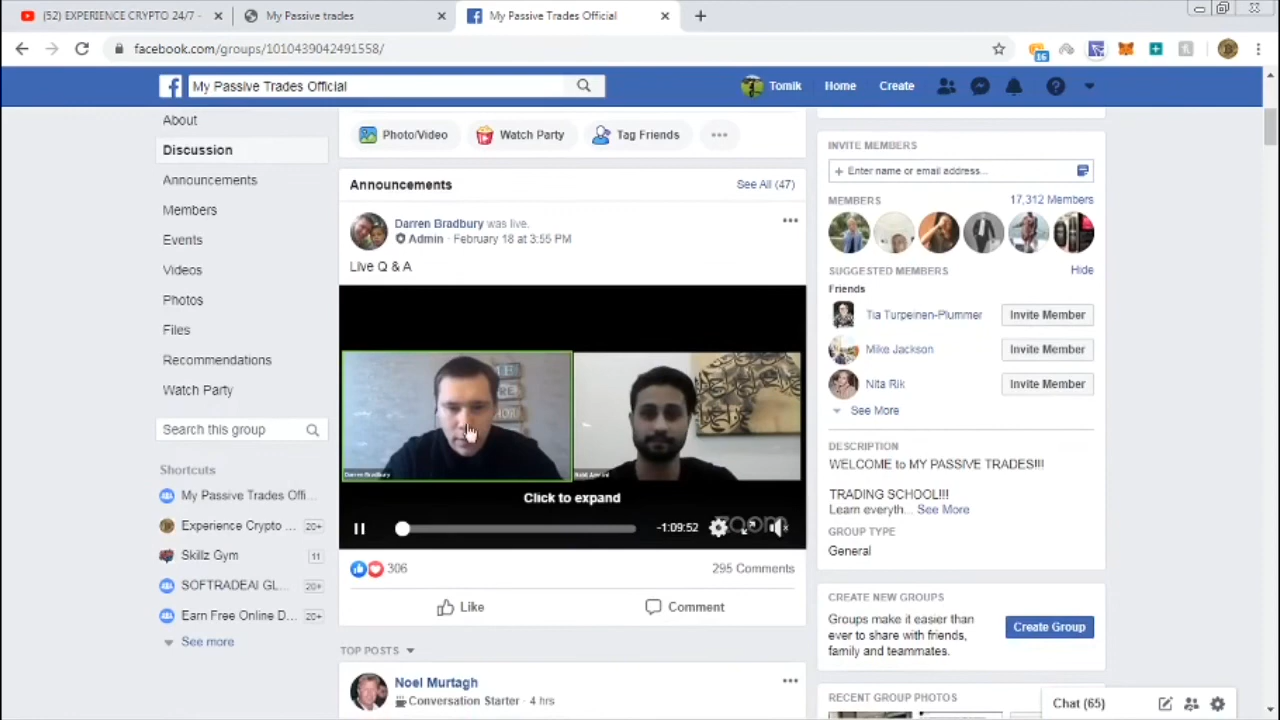 (52) EXPERIENCE CRYPTO 24/7 -
My Passive trades
My Passive Trades Official
facebook.com/groups/1010439042491558/
16
My Passive Trades Official
Tomik
Home
Create
About
Discussion
Announcements
Members
Events
Videos
Photos
Files
Recommendations
Watch Party
Search this group
Shortcuts
My Passive Trades Offi...
Experience Crypto ... 20+
Skillz Gym 11
SOFTRADEAI GL... 20+
Earn Free Online D... 20+
See more
Photo/Video
Watch Party
Tag Friends
Announcements
See All (47)
Darren Bradbury was live.
Admin · February 18 at 3:55 PM
Live Q & A
Darren Bradbury
Click to expand
-1:09:52
zoom
306
295 Comments
Like
Comment
TOP POSTS
Noel Murtagh
Conversation Starter · 4 hrs
INVITE MEMBERS
+ Enter name or email address...
MEMBERS
17,312 Members
SUGGESTED MEMBERS
Hide
Friends
Tia Turpeinen-Plummer
Invite Member
Mike Jackson
Invite Member
Nita Rik
Invite Member
See More
DESCRIPTION
WELCOME to MY PASSIVE TRADES!!!
TRADING SCHOOL!!!
Learn everyth... See More
GROUP TYPE
General
CREATE NEW GROUPS
Groups make it easier than
ever to share with friends,
family and teammates.
Create Group
RECENT GROUP PHOTOS
Chat (65)